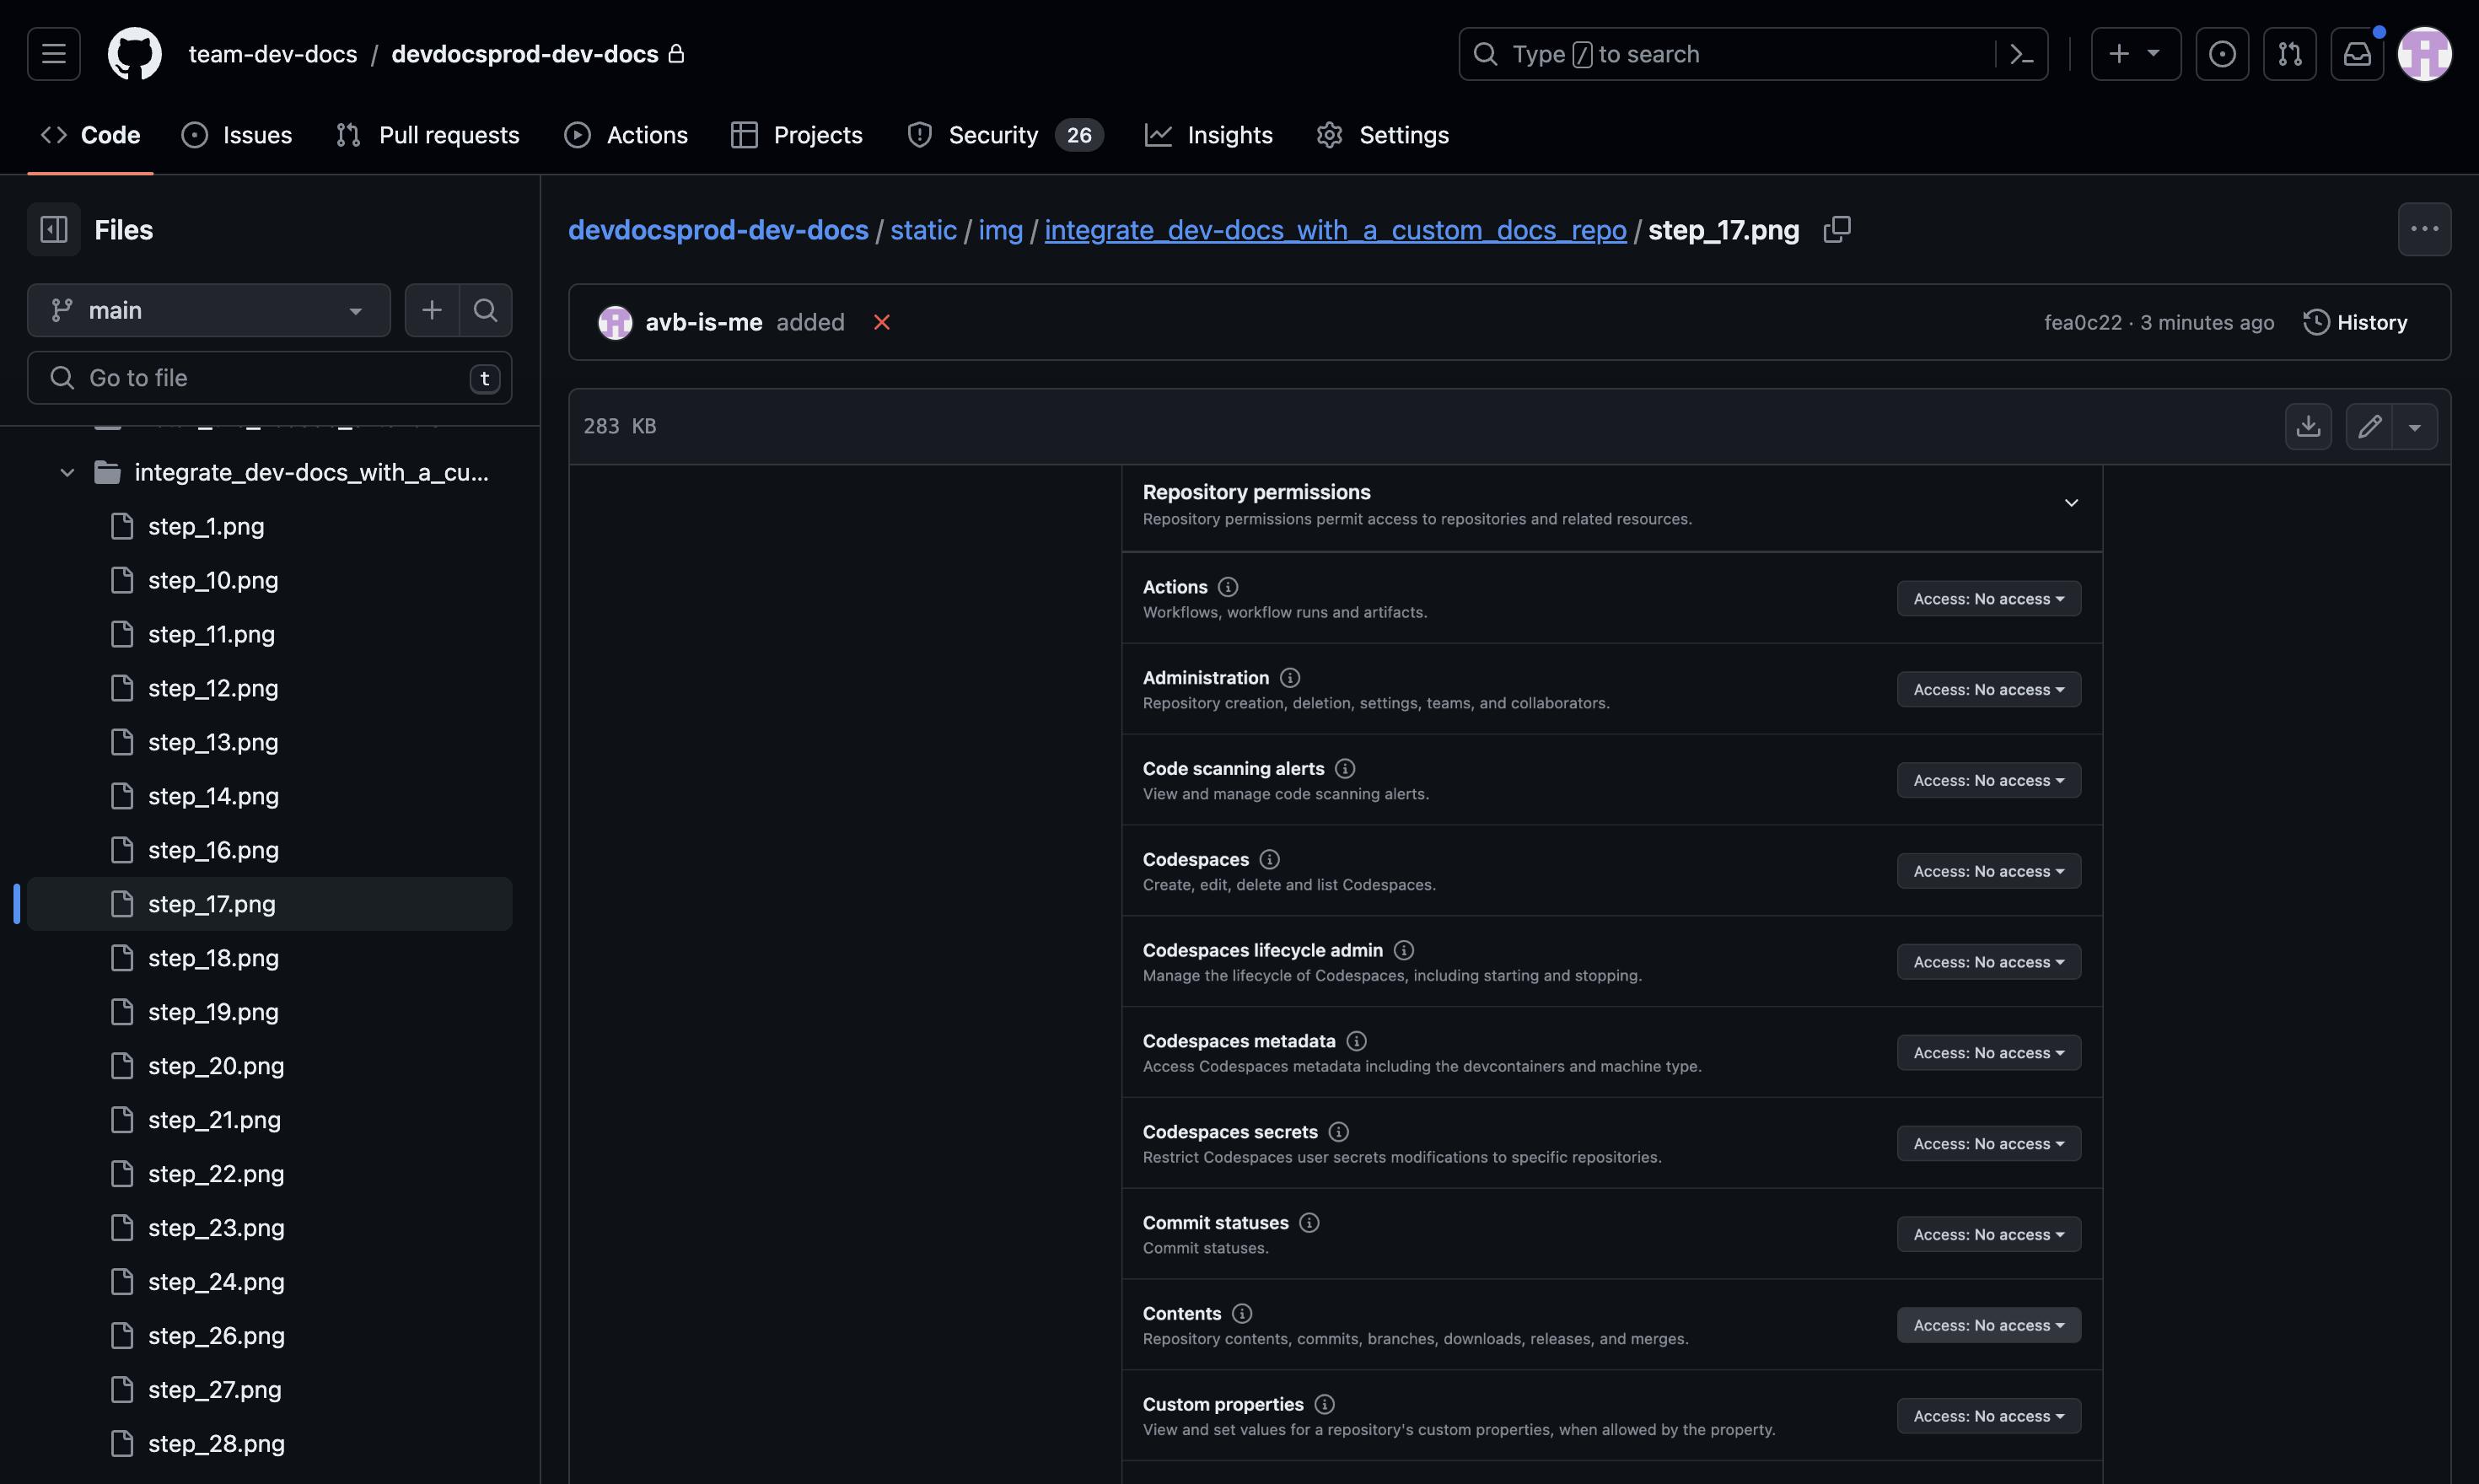 team-dev-docs / devdocsprod-dev-docs
Type / to search
Code
Issues
Pull requests
Actions
Projects
Security 26
Insights
Settings
Files
main
Go to file t
integrate_dev-docs_with_a_cu...
step_1.png
step_10.png
step_11.png
step_12.png
step_13.png
step_14.png
step_16.png
step_17.png
step_18.png
step_19.png
step_20.png
step_21.png
step_22.png
step_23.png
step_24.png
step_26.png
step_27.png
step_28.png
devdocsprod-dev-docs / static / img / integrate_dev-docs_with_a_custom_docs_repo / step_17.png
avb-is-me added
fea0c22 · 3 minutes ago
History
283 KB
Repository permissions
Repository permissions permit access to repositories and related resources.
Actions
Workflows, workflow runs and artifacts.
Access: No access
Administration
Repository creation, deletion, settings, teams, and collaborators.
Access: No access
Code scanning alerts
View and manage code scanning alerts.
Access: No access
Codespaces
Create, edit, delete and list Codespaces.
Access: No access
Codespaces lifecycle admin
Manage the lifecycle of Codespaces, including starting and stopping.
Access: No access
Codespaces metadata
Access Codespaces metadata including the devcontainers and machine type.
Access: No access
Codespaces secrets
Restrict Codespaces user secrets modifications to specific repositories.
Access: No access
Commit statuses
Commit statuses.
Access: No access
Contents
Repository contents, commits, branches, downloads, releases, and merges.
Access: No access
Custom properties
View and set values for a repository's custom properties, when allowed by the property.
Access: No access